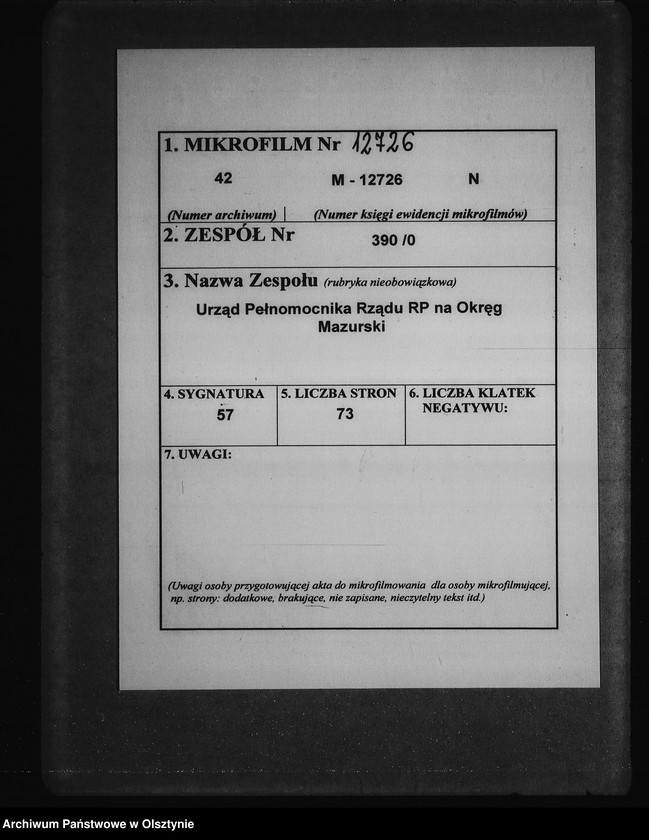 1. MIKROFILM Nr 12726
42 M - 12726 N
(Numer archiwum) (Numer księgi ewidencji mikrofilmów)
2. ZESPÓŁ Nr 390 /0
3. Nazwa Zespołu (rubryka nieobowiązkowa)
Urząd Pełnomocnika Rządu RP na Okręg
Mazurski
4. SYGNATURA 5. LICZBA STRON 6. LICZBA KLATEK
NEGATYWU:
57 73
7. UWAGI:
(Uwagi osoby przygotowującej akta do mikrofilmowania dla osoby mikrofilmującej,
np. strony: dodatkowe, brakujące, nie zapisane, nieczytelny tekst itd.)
Archiwum Państwowe w Olsztynie